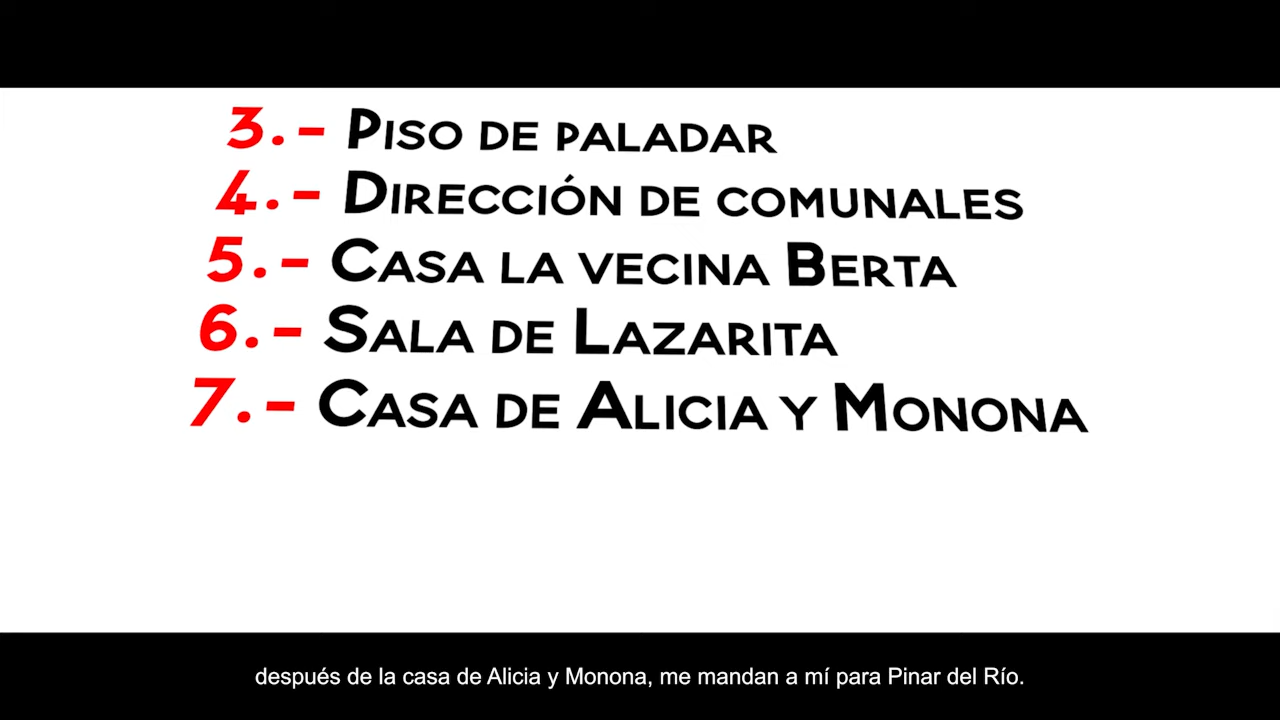 3.- Piso de paladar
4.- Dirección de comunales
5.- Casa la vecina Berta
6.- Sala de Lazarita
7.- Casa de Alicia y Monona
después de la casa de Alicia y Monona, me mandan a mí para Pinar del Río.